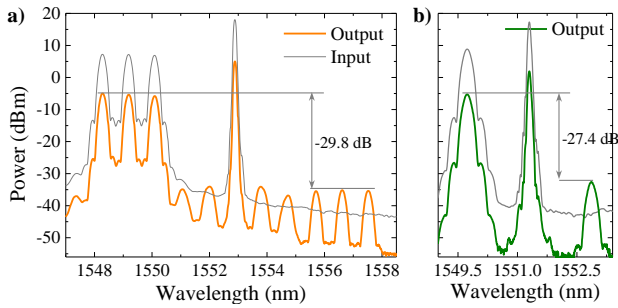 a)
Output
Input
-29.8 dB
20
10
0
-10
-20
-30
-40
-50
Power (dBm)
1548
1550
1552
1554
1556
1558
Wavelength (nm)
b)
Output
-27.4 dB
1549.5
1551.0
1552.5
Wavelength (nm)